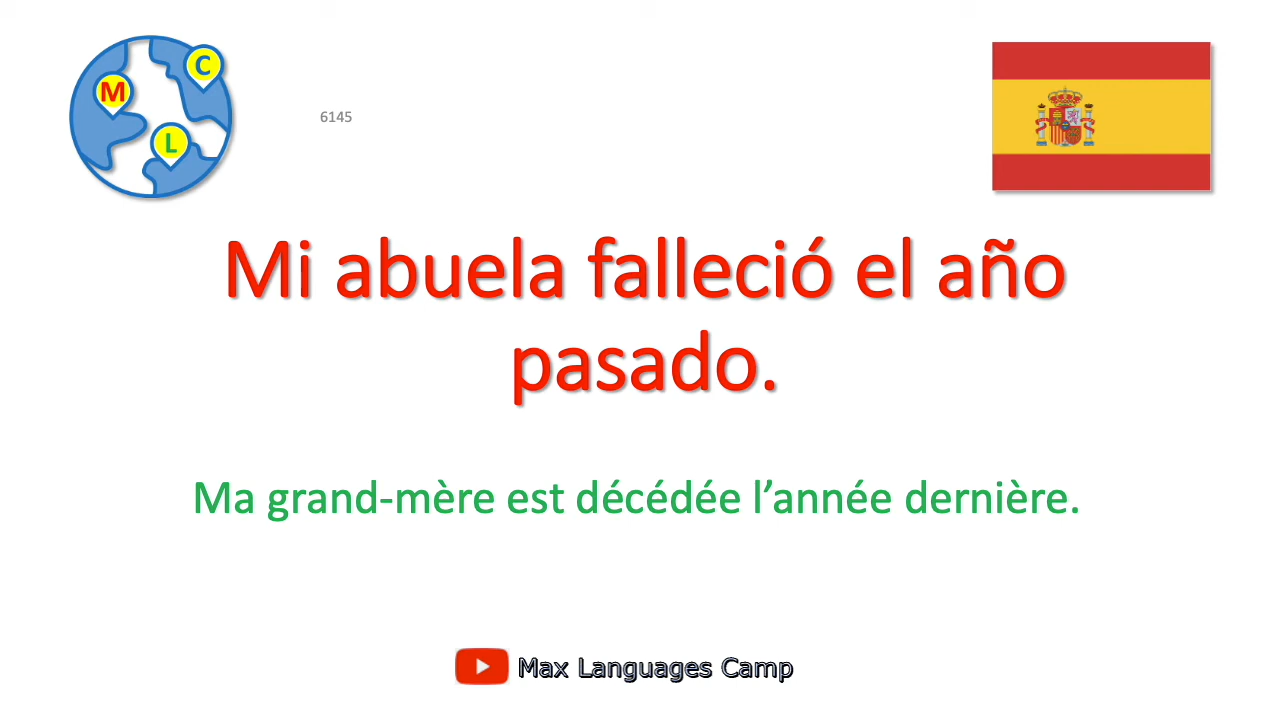 C
M
L
6145
Mi abuela falleció el año
pasado.
Ma grand-mère est décédée l’année dernière.
Max Languages Camp